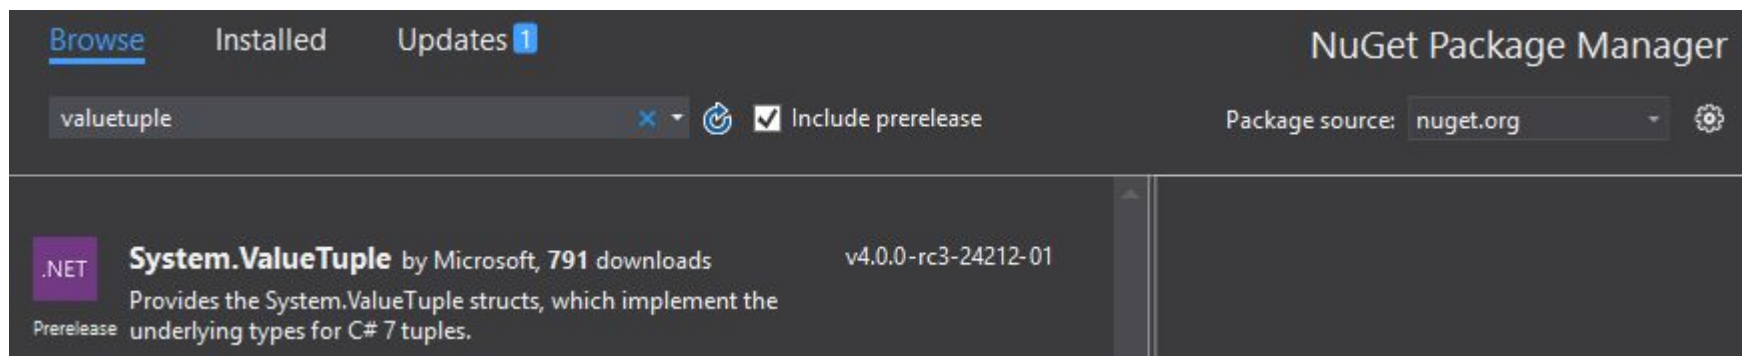 Browse Installed Updates 1 NuGet Package Manager
valuetuple Include prerelease Package source: nuget.org
.NET System.ValueTuple by Microsoft, 791 downloads v4.0.0-rc3-24212-01
Provides the System.ValueTuple structs, which implement the
Prerelease underlying types for C# 7 tuples.